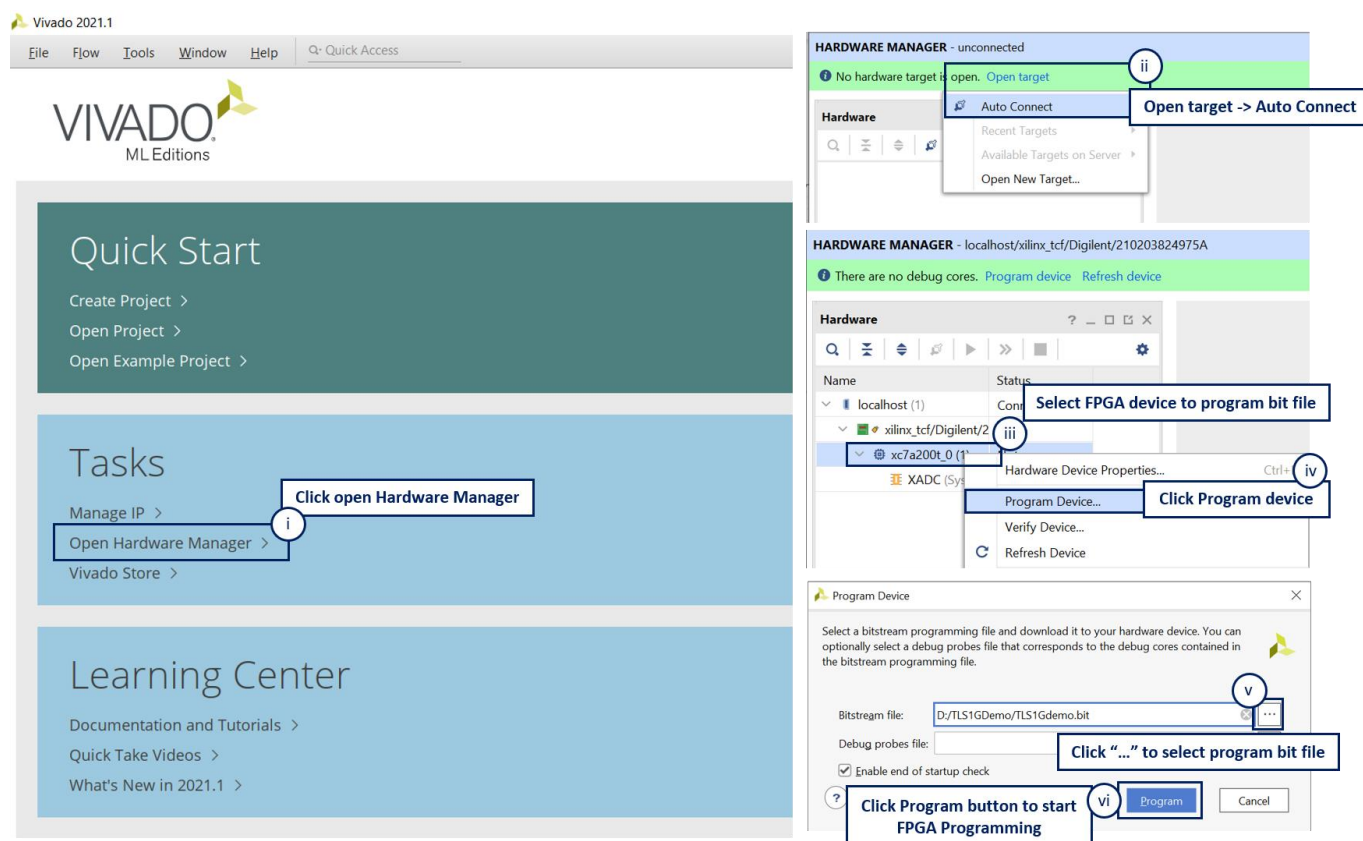 Vivado 2021.1
File Flow Tools Window Help Quick Access
VIVADO.
ML Editions
Quick Start
Create Project >
Open Project >
Open Example Project >
Tasks
Manage IP >
Click open Hardware Manager
i
Open Hardware Manager >
Vivado Store >
Learning Center
Documentation and Tutorials >
Quick Take Videos >
What's New in 2021.1 >
HARDWARE MANAGER - unconnected
ii
No hardware target is open. Open target
Open target -> Auto Connect
Auto Connect
Hardware
Recent Targets
Available Targets on Server
Open New Target...
HARDWARE MANAGER - localhost/xilinx_tcf/Digilent/210203824975A
There are no debug cores. Program device Refresh device
Hardware
Name Status
Select FPGA device to program bit file
localhost (1) Conn
xilinx_tcf/Digilent/2
iii
xc7a200t_0 (1)
Hardware Device Properties... Ctrl+
iv
XADC (Sys
Program Device...
Click Program device
Verify Device...
Refresh Device
Program Device
Select a bitstream programming file and download it to your hardware device. You can
optionally select a debug probes file that corresponds to the debug cores contained in
the bitstream programming file.
v
Bitstream file: D:/TLS1GDemo/TLS1Gdemo.bit ...
Debug probes file:
Click “...” to select program bit file
Enable end of startup check
?
Click Program button to start
FPGA Programming
vi
Program Cancel